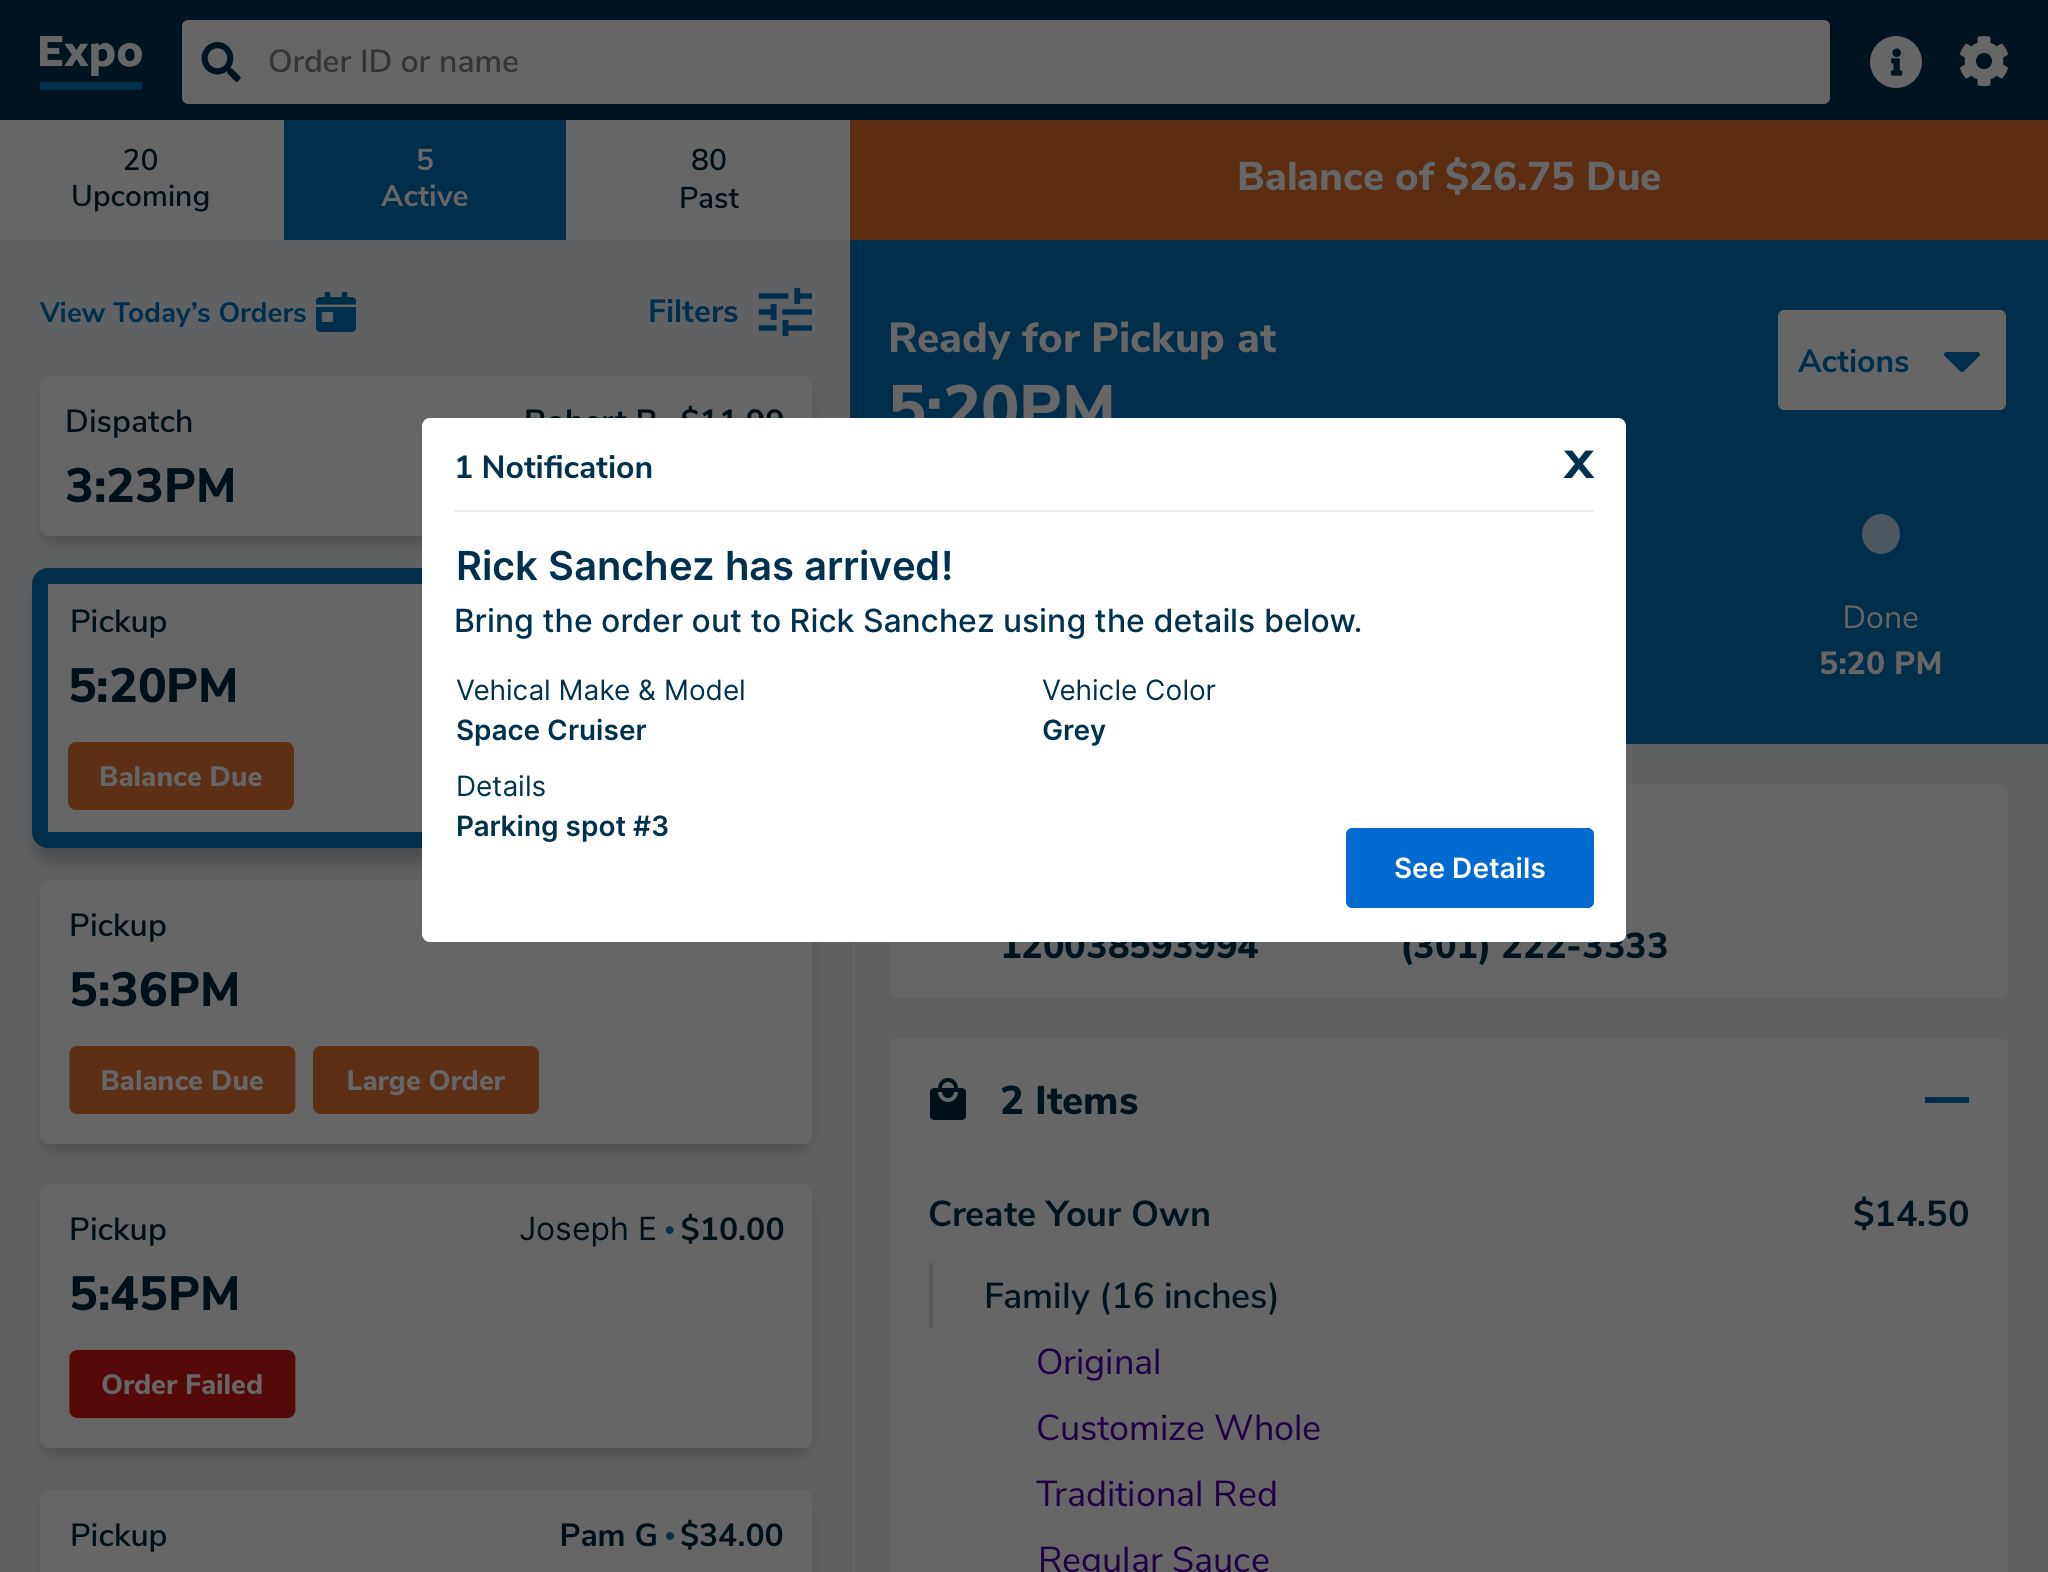 Expo
Order ID or name
20
Upcoming
5
Active
80
Past
Balance of $26.75 Due
View Today's Orders
Filters
Ready for Pickup at
5:20PM
Actions
Dispatch
Robert B • $11.99
3:23PM
1 Notification
X
Rick Sanchez has arrived!
Bring the order out to Rick Sanchez using the details below.
Vehical Make & Model
Space Cruiser
Vehicle Color
Grey
Details
Parking spot #3
See Details
Done
5:20 PM
Pickup
5:20PM
Balance Due
Pickup
5:36PM
Balance Due
Large Order
120038593994
(301) 222-3333
Pickup
Joseph E • $10.00
5:45PM
Order Failed
Pickup
Pam G • $34.00
2 Items
Create Your Own
$14.50
Family (16 inches)
Original
Customize Whole
Traditional Red
Regular Sauce